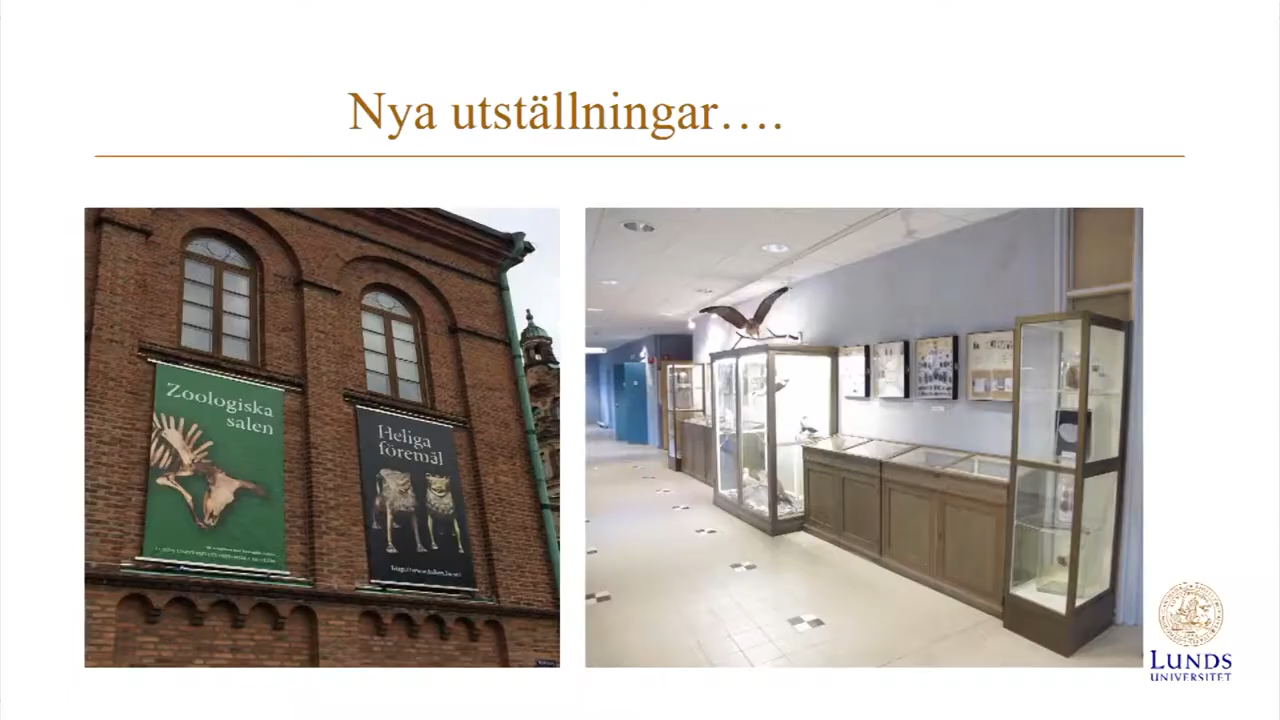 Nya utställningar....
Zoologiska
salen
Heliga
föremål
LUNDS
UNIVERSITET